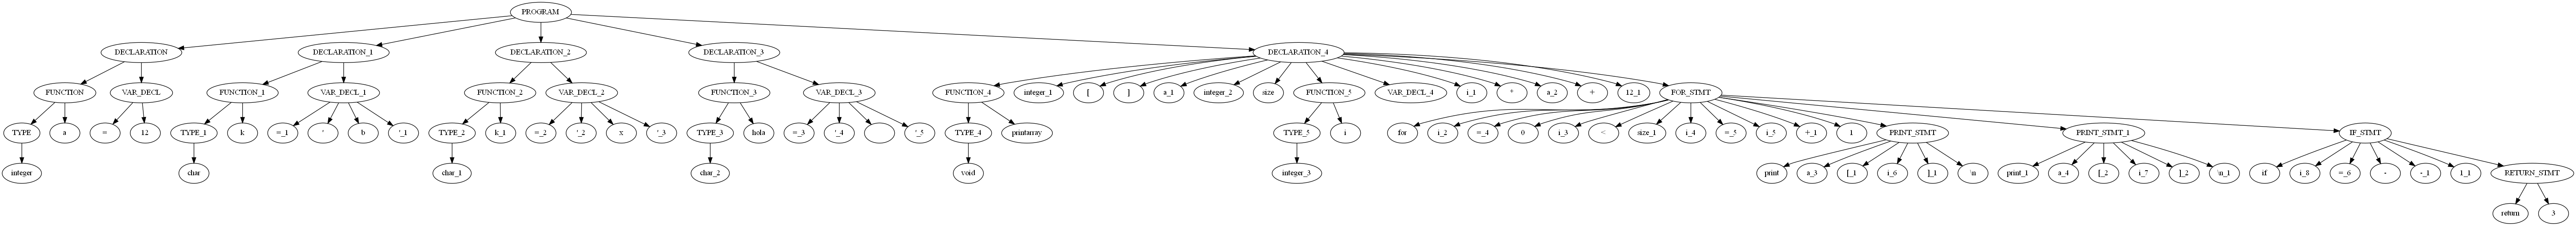 PROGRAM
DECLARATION DECLARATION_1 DECLARATION_2 DECLARATION_3 DECLARATION_4
FUNCTION VAR_DECL FUNCTION_1 VAR_DECL_1 FUNCTION_2 VAR_DECL_2 FUNCTION_3 VAR_DECL_3 FUNCTION_4 integer_1 [ ] a_1 integer_2 size FUNCTION_5 VAR_DECL_4 i_1 * a_2 + 12_1 FOR_STMT
TYPE a = 12 TYPE_1 k =_1 ' b '_1 TYPE_2 k_1 =_2 '_2 x '_3 TYPE_3 hola =_3 '_4 '_5 TYPE_4 printarray TYPE_5 i for i_2 =_4 0 i_3 < size_1 i_4 =_5 i_5 +_1 1 PRINT_STMT PRINT_STMT_1 IF_STMT
integer char char_1 char_2 void integer_3 print a_3 [_1 i_6 ]_1 \n print_1 a_4 [_2 i_7 ]_2 \n_1 if i_8 =_6 - -_1 1_1 RETURN_STMT
return 3